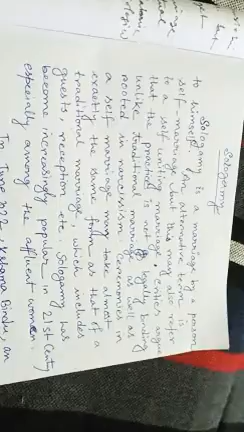 Sologamy
Sologamy is a marriage by a person
to himself. An alternative term is
self-marriage, but this may also refer
to a self-uniting marriage. Critics argue
that the practice is not legally binding
unlike traditional marriage as well as
rooted in narcissism. Ceremonies in
a self marriage may take almost
exactly the same form as that of a
traditional marriage, which includes
guests, reception etc. Sologamy has
become increasingly popular in 21st Century
especially among the affluent women.
In June 2022, Kshama Bindu, an